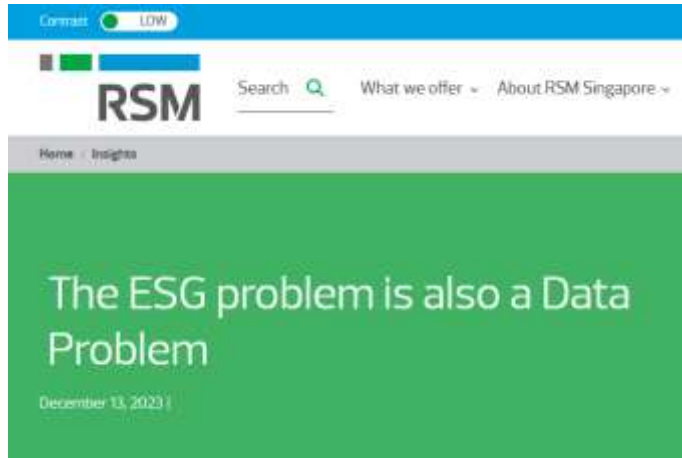 Contrast LOW
RSM
Search What we offer About RSM Singapore
Home / Insights
The ESG problem is also a Data
Problem
December 13, 2023 |